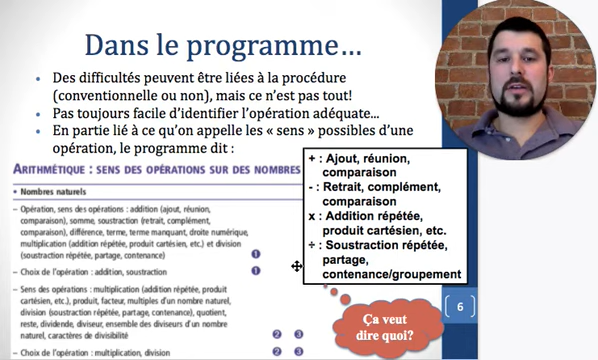 Dans le programme...
• Des difficultés peuvent être liées à la procédure
(conventionnelle ou non), mais ce n'est pas tout!
• Pas toujours facile d'identifier l'opération adéquate...
• En partie lié à ce qu'on appelle les « sens » possibles d'une
opération, le programme dit :
ARITHMÉTIQUE : SENS DES OPÉRATIONS SUR DES NOMBRES
• Nombres naturels
– Opération, sens des opérations : addition (ajout, réunion,
comparaison), somme, soustraction (retrait, complément,
comparaison), différence, terme, terme manquant, droite numérique,
multiplication (addition répétée, produit cartésien, etc.) et division
(soustraction répétée, partage, contenance) 1
– Choix de l'opération : addition, soustraction 1
– Sens des opérations : multiplication (addition répétée, produit
cartésien, etc.), produit, facteur, multiples d'un nombre naturel,
division (soustraction répétée, partage, contenance), quotient,
reste, dividende, diviseur, ensemble des diviseurs d'un nombre
naturel, caractères de divisibilité 2 3
– Choix de l'opération : multiplication, division 2 3
+ : Ajout, réunion,
comparaison
- : Retrait, complément,
comparaison
x : Addition répétée,
produit cartésien, etc.
÷ : Soustraction répétée,
partage,
contenance/groupement
Ça veut
dire quoi?
6